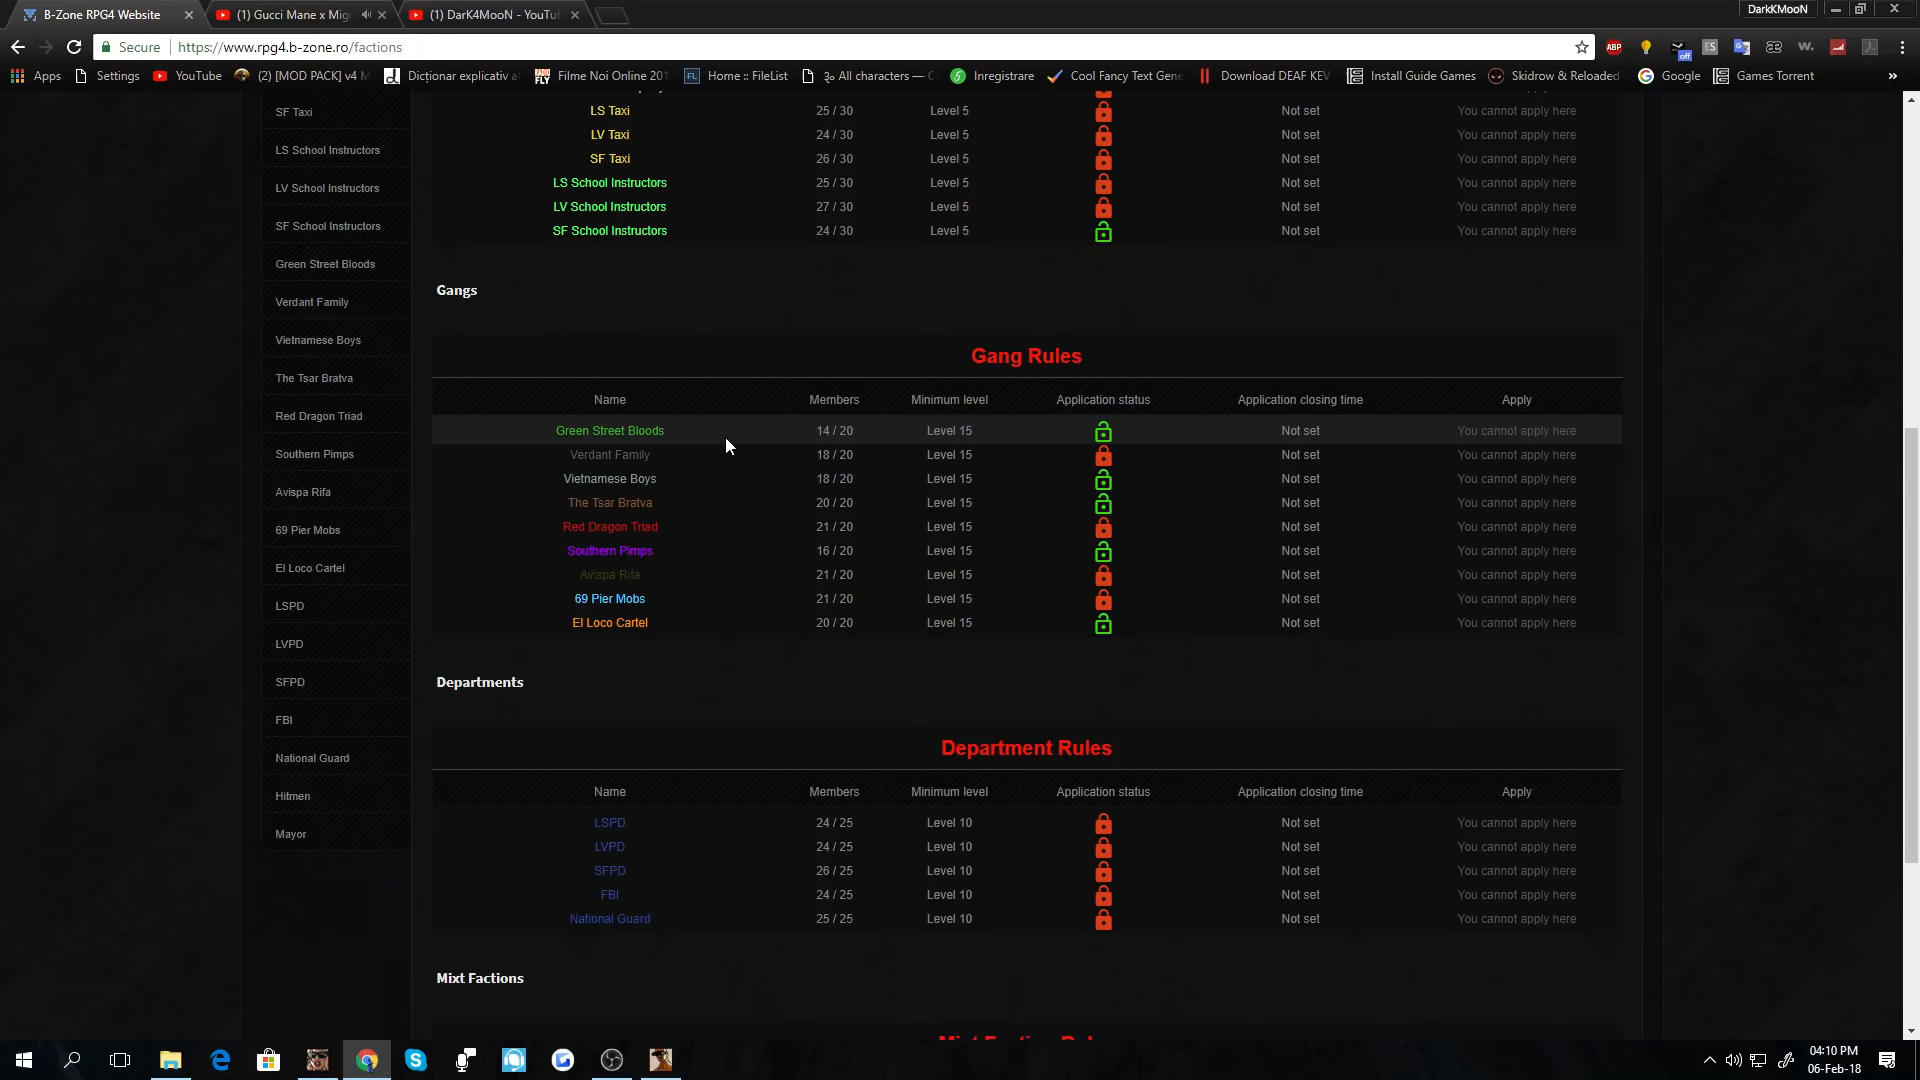 B-Zone RPG4 Website
(1) Gucci Mane x Mig
(1) DarK4MooN - YouTu
DarkKMooN
Secure https://www.rpg4.b-zone.ro/factions
ABP ES off W.
Apps Settings YouTube (2) [MOD PACK] v4 M Dicționar explicativ a Filme Noi Online 201 Home :: FileList All characters — C Inregistrare Cool Fancy Text Gene Download DEAF KEV Install Guide Games Skidrow & Reloaded Google Games Torrent »
SF Taxi
LS School Instructors
LV School Instructors
SF School Instructors
Green Street Bloods
Verdant Family
Vietnamese Boys
The Tsar Bratva
Red Dragon Triad
Southern Pimps
Avispa Rifa
69 Pier Mobs
El Loco Cartel
LSPD
LVPD
SFPD
FBI
National Guard
Hitmen
Mayor
LS Taxi 25 / 30 Level 5 Not set You cannot apply here
LV Taxi 24 / 30 Level 5 Not set You cannot apply here
SF Taxi 26 / 30 Level 5 Not set You cannot apply here
LS School Instructors 25 / 30 Level 5 Not set You cannot apply here
LV School Instructors 27 / 30 Level 5 Not set You cannot apply here
SF School Instructors 24 / 30 Level 5 Not set You cannot apply here
Gangs
Gang Rules
Name Members Minimum level Application status Application closing time Apply
Green Street Bloods 14 / 20 Level 15 Not set You cannot apply here
Verdant Family 18 / 20 Level 15 Not set You cannot apply here
Vietnamese Boys 18 / 20 Level 15 Not set You cannot apply here
The Tsar Bratva 20 / 20 Level 15 Not set You cannot apply here
Red Dragon Triad 21 / 20 Level 15 Not set You cannot apply here
Southern Pimps 16 / 20 Level 15 Not set You cannot apply here
Avispa Rifa 21 / 20 Level 15 Not set You cannot apply here
69 Pier Mobs 21 / 20 Level 15 Not set You cannot apply here
El Loco Cartel 20 / 20 Level 15 Not set You cannot apply here
Departments
Department Rules
Name Members Minimum level Application status Application closing time Apply
LSPD 24 / 25 Level 10 Not set You cannot apply here
LVPD 24 / 25 Level 10 Not set You cannot apply here
SFPD 26 / 25 Level 10 Not set You cannot apply here
FBI 24 / 25 Level 10 Not set You cannot apply here
National Guard 25 / 25 Level 10 Not set You cannot apply here
Mixt Factions
04:10 PM
06-Feb-18